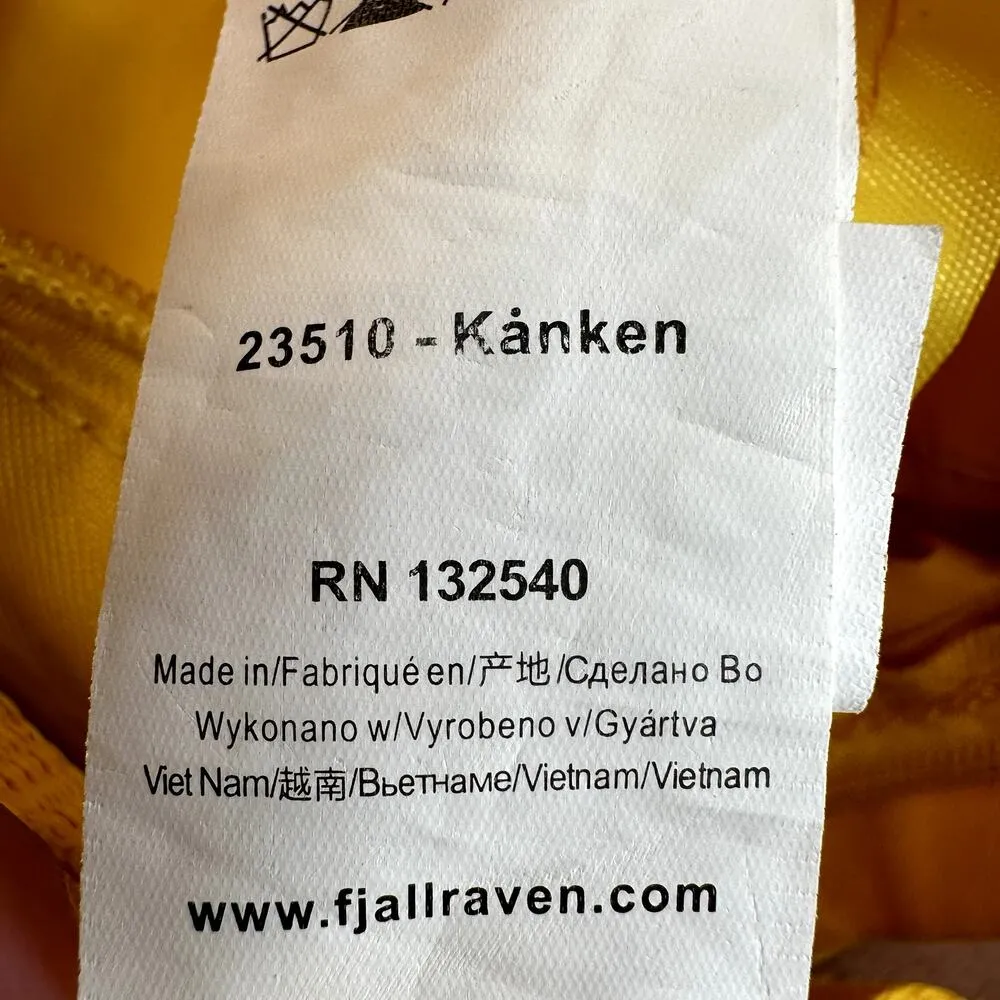 23510 - Kånken
RN 132540
Made in/Fabriqué en/产地/Сделано Во
Wykonano w/Vyrobeno v/Gyártva
Viet Nam/越南/Вьетнаме/Vietnam/Vietnam
www.fjallraven.com